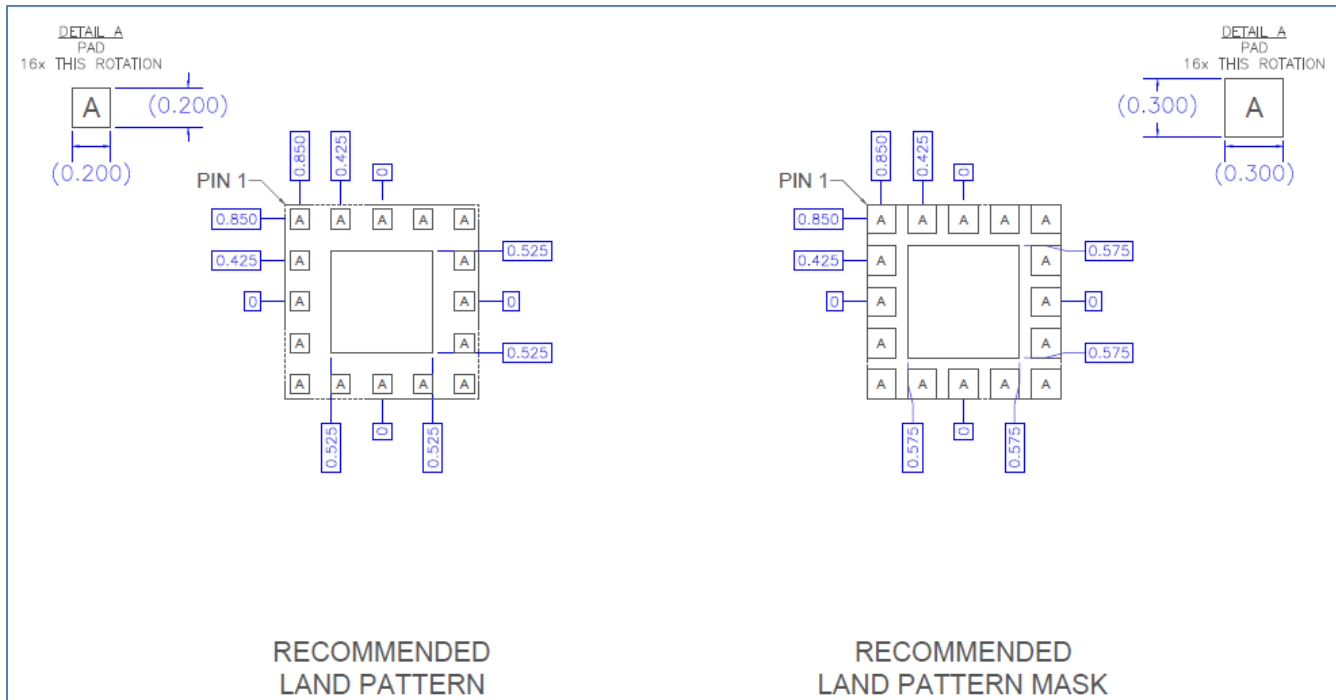 DETAIL A
PAD
16x THIS ROTATION
A
(0.200)
(0.200)
0.850
0.425
0
PIN 1
0.850
A A A A A
0.525
0.425
A A
0
A A
0
A A
0.525
A A A A A
0.525
0
0.525
RECOMMENDED
LAND PATTERN
DETAIL A
PAD
16x THIS ROTATION
(0.300)
A
(0.300)
0.850
0.425
0
PIN 1
0.850
A A A A A
0.575
0.425
A A
0
A A
0
A A
0.575
A A A A A
0.575
0
0.575
RECOMMENDED
LAND PATTERN MASK